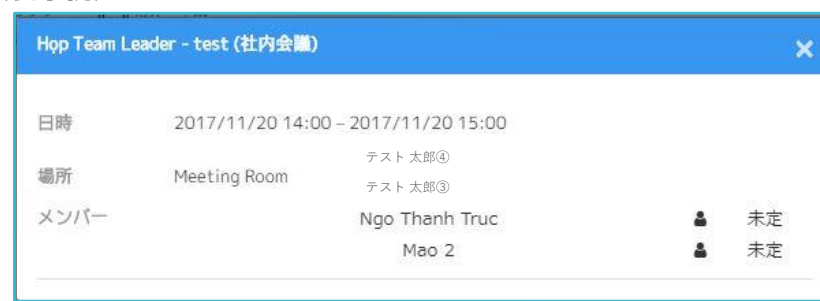 Họp Team Leader - test (社内会議)
日時 2017/11/20 14:00 – 2017/11/20 15:00
テスト 太郎④
場所 Meeting Room
テスト 太郎③
メンバー Ngo Thanh Truc 未定
Mao 2 未定